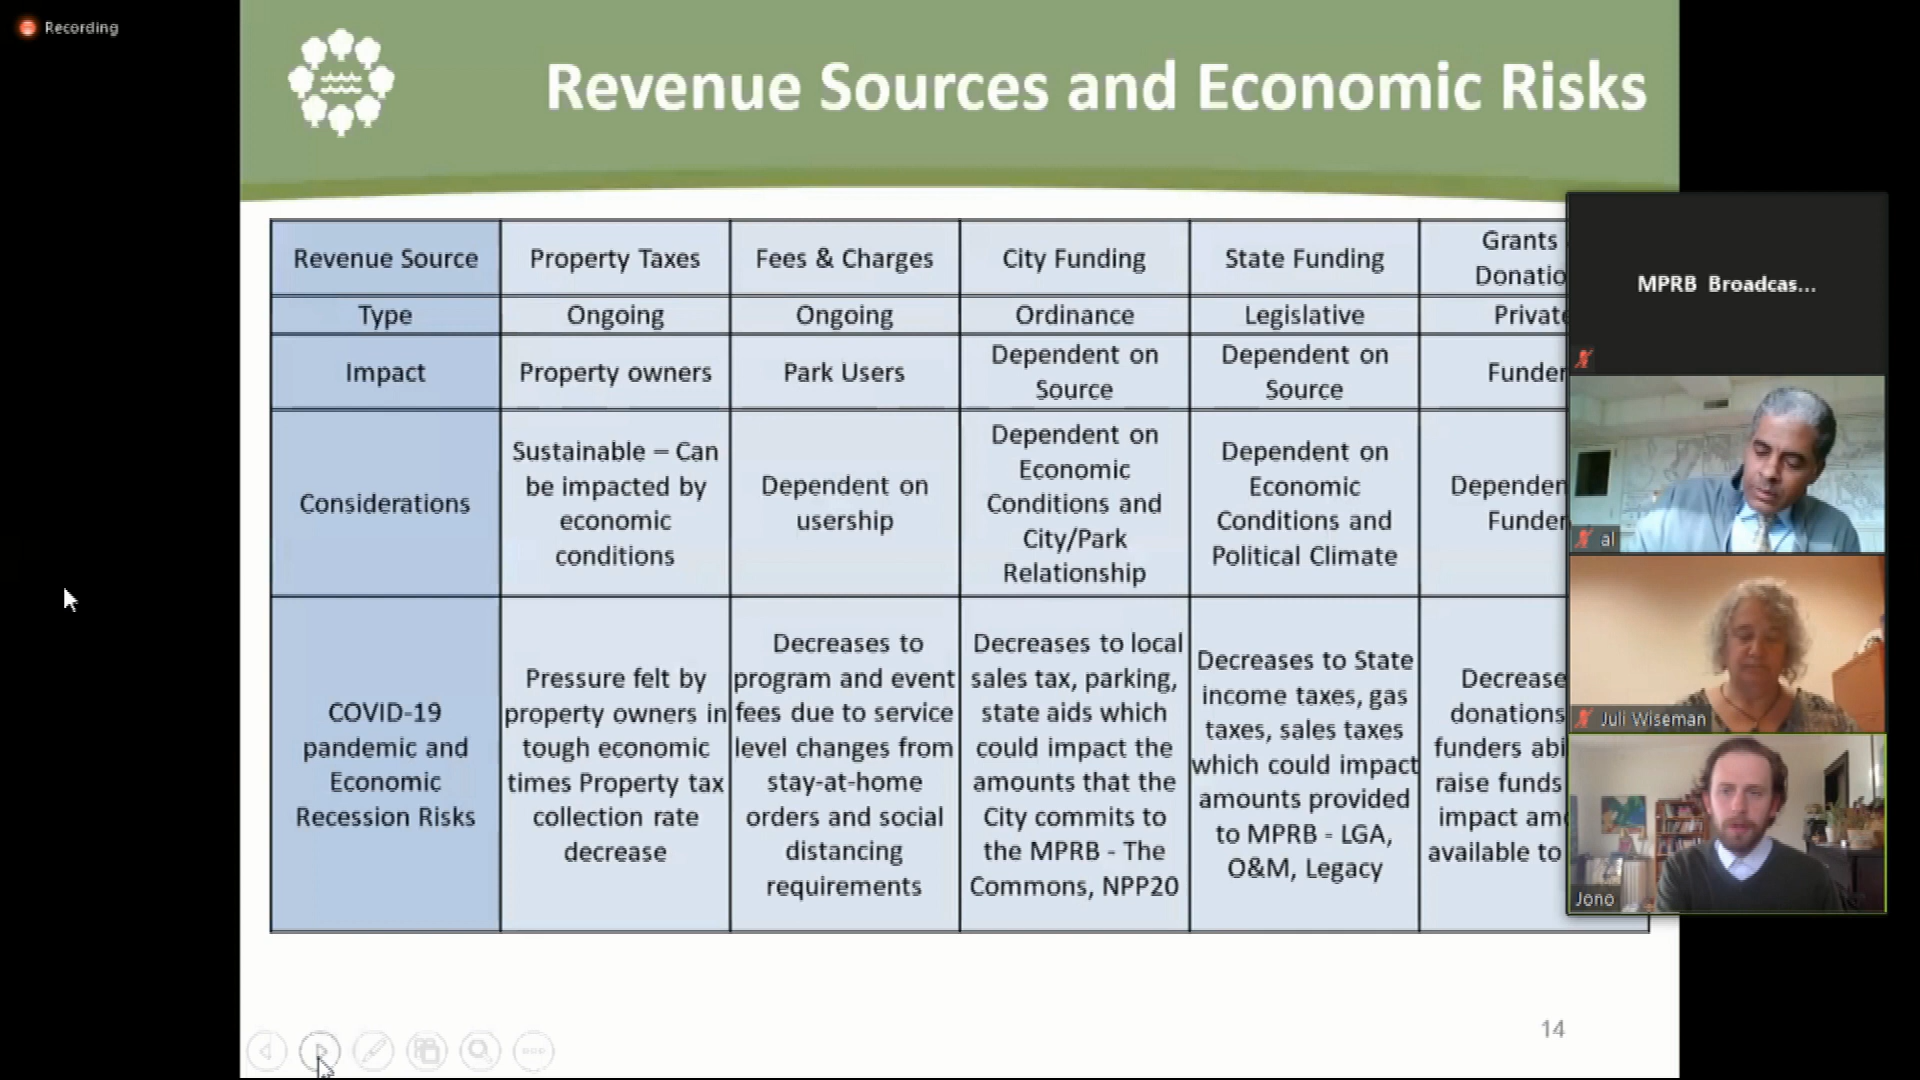 Recording
Revenue Sources and Economic Risks
Revenue Source
Property Taxes
Fees & Charges
City Funding
State Funding
Grants
Donatio
Type
Ongoing
Ongoing
Ordinance
Legislative
Private
Impact
Property owners
Park Users
Dependent on
Source
Dependent on
Source
Funder
Considerations
Sustainable – Can
be impacted by
economic
conditions
Dependent on
usership
Dependent on
Economic
Conditions and
City/Park
Relationship
Dependent on
Economic
Conditions and
Political Climate
Dependen
Funder
COVID-19
pandemic and
Economic
Recession Risks
Pressure felt by
property owners in
tough economic
times Property tax
collection rate
decrease
Decreases to
program and event
fees due to service
level changes from
stay-at-home
orders and social
distancing
requirements
Decreases to local
sales tax, parking,
state aids which
could impact the
amounts that the
City commits to
the MPRB - The
Commons, NPP20
Decreases to State
income taxes, gas
taxes, sales taxes
which could impact
amounts provided
to MPRB - LGA,
O&M, Legacy
Decrease
donations
funders abi
raise funds
impact am
available to
MPRB Broadcas...
al
Juli Wiseman
Jono
14